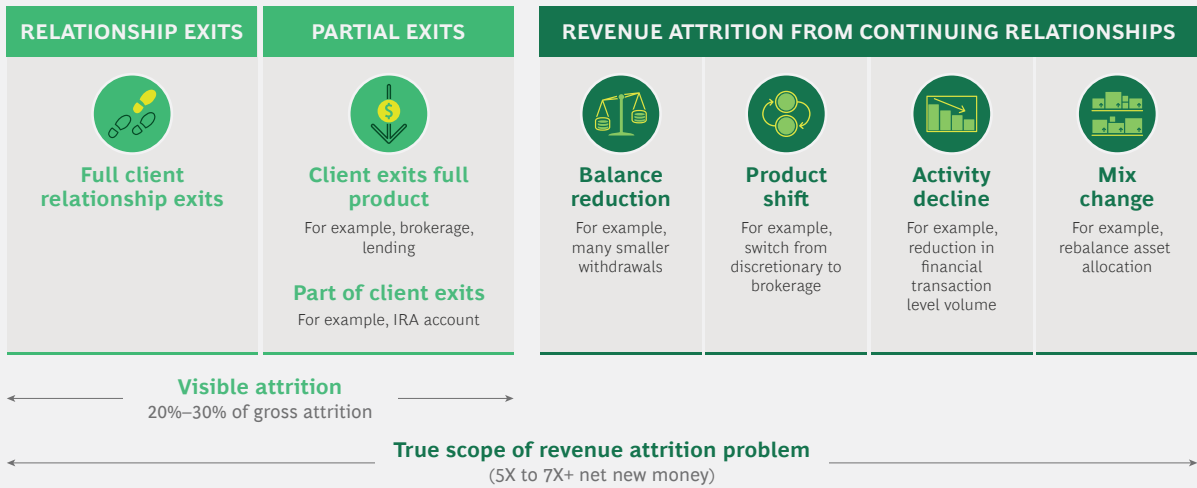 RELATIONSHIP EXITS
Full client
relationship exits
PARTIAL EXITS
$
Client exits full
product
For example, brokerage,
lending
Part of client exits
For example, IRA account
REVENUE ATTRITION FROM CONTINUING RELATIONSHIPS
Balance
reduction
For example,
many smaller
withdrawals
Product
shift
For example,
switch from
discretionary to
brokerage
Activity
decline
For example,
reduction in
financial
transaction
level volume
Mix
change
For example,
rebalance asset
allocation
Visible attrition
20%–30% of gross attrition
True scope of revenue attrition problem
(5X to 7X+ net new money)